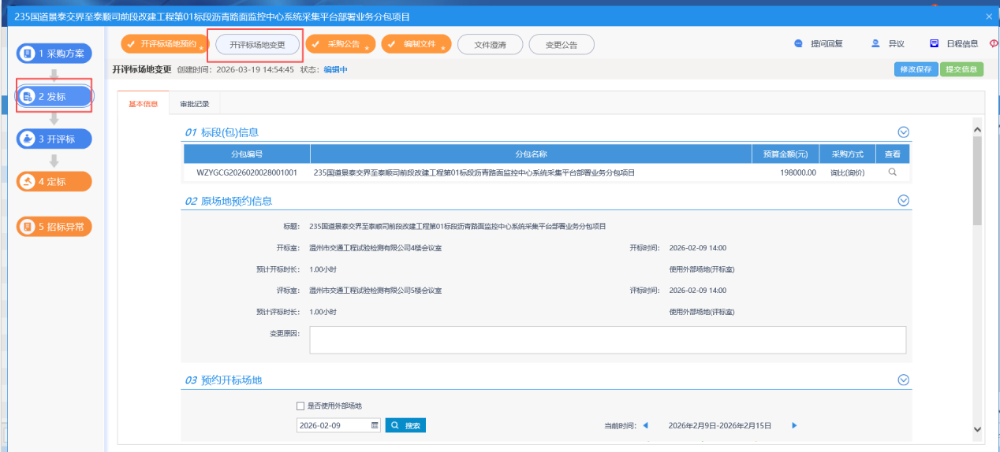 235国道景泰交界至泰顺司前段改建工程第01标段沥青路面监控中心系统采集平台部署业务分包项目
1 采购方案
2 发标
3 开评标
4 定标
5 招标异常
开评标场地预约 开评标场地变更 采购公告 编制文件 文件澄清 变更公告 提问回复 异议 日程信息
开评标场地变更 创建时间：2026-03-19 14:54:45 状态：编辑中 修改保存 提交信息
基本信息 审批记录
01 标段(包)信息
分包编号 分包名称 预算金额(元) 采购方式 查看
WZYGCG2026020028001001 235国道景泰交界至泰顺司前段改建工程第01标段沥青路面监控中心系统采集平台部署业务分包项目 198000.00 询比(询价)
02 原场地预约信息
标题： 235国道景泰交界至泰顺司前段改建工程第01标段沥青路面监控中心系统采集平台部署业务分包项目
开标室： 温州市交通工程试验检测有限公司4楼会议室 开标时间： 2026-02-09 14:00
预计开标时长： 1.00小时 使用外部场地(开标室)
评标室： 温州市交通工程试验检测有限公司5楼会议室 评标时间： 2026-02-09 14:00
预计评标时长： 1.00小时 使用外部场地(评标室)
变更原因：
03 预约开标场地
是否使用外部场地
2026-02-09 搜索 当前时间： 2026年2月9日-2026年2月15日